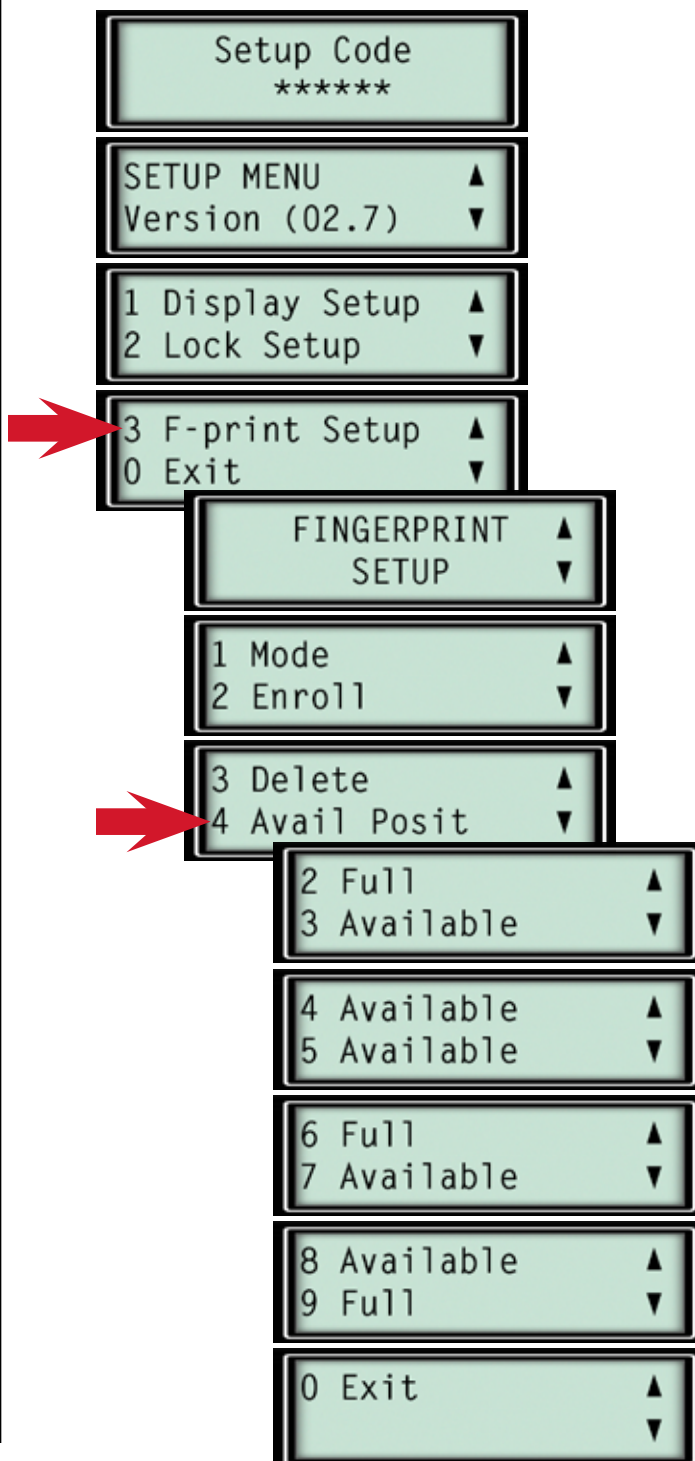 Setup Code
******
SETUP MENU ▲
Version (02.7) ▼
1 Display Setup ▲
2 Lock Setup ▼
3 F-print Setup ▲
0 Exit ▼
FINGERPRINT ▲
SETUP ▼
1 Mode ▲
2 Enroll ▼
3 Delete ▲
4 Avail Posit ▼
2 Full ▲
3 Available ▼
4 Available ▲
5 Available ▼
6 Full ▲
7 Available ▼
8 Available ▲
9 Full ▼
0 Exit ▲
▼